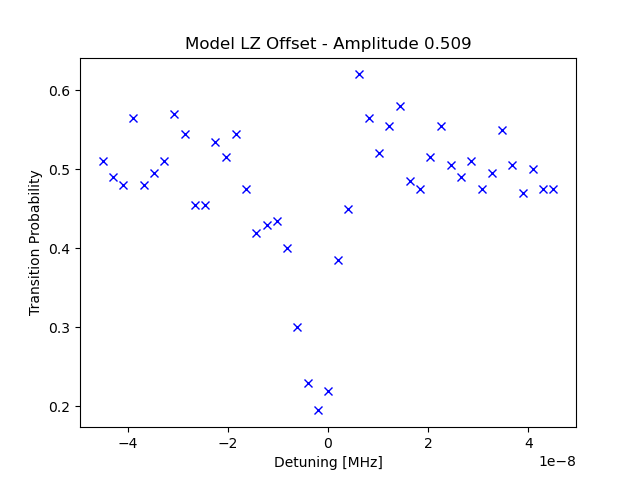 Model LZ Offset - Amplitude 0.509
Transition Probability
0.6
0.5
0.4
0.3
0.2
−4
−2
0
2
4
1e−8
Detuning [MHz]